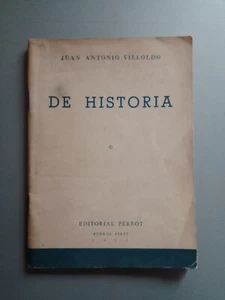 JUAN ANTONIO VILLOLDO
DE HISTORIA
EDITORIAL PERROT
BUENOS AIRES